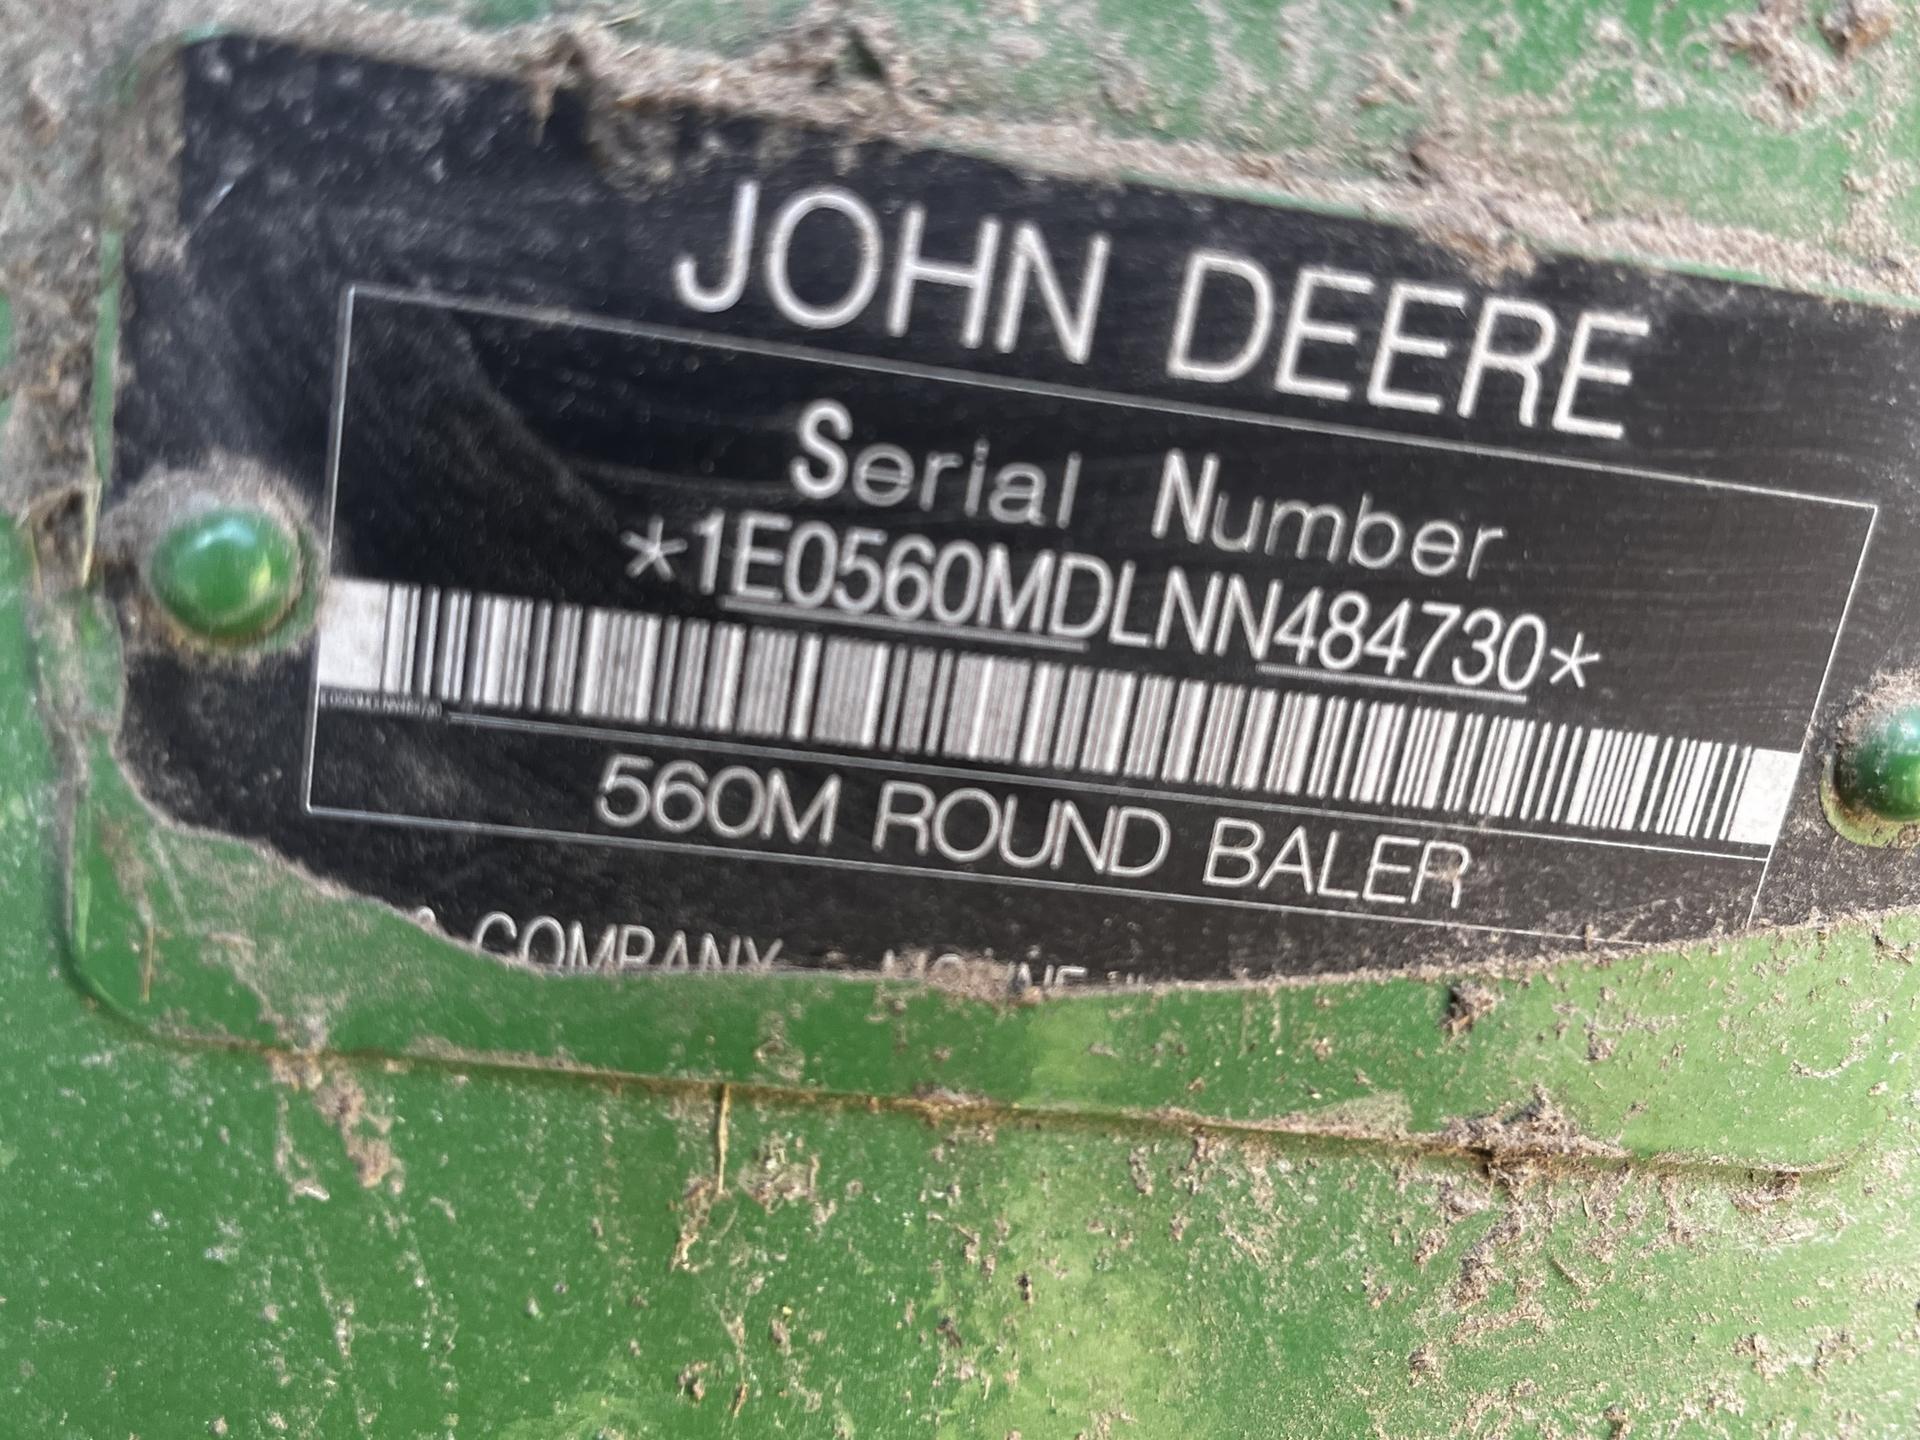 JOHN DEERE
Serial Number
*1E0560MDLNN484730*
560M ROUND BALER
COMPANY